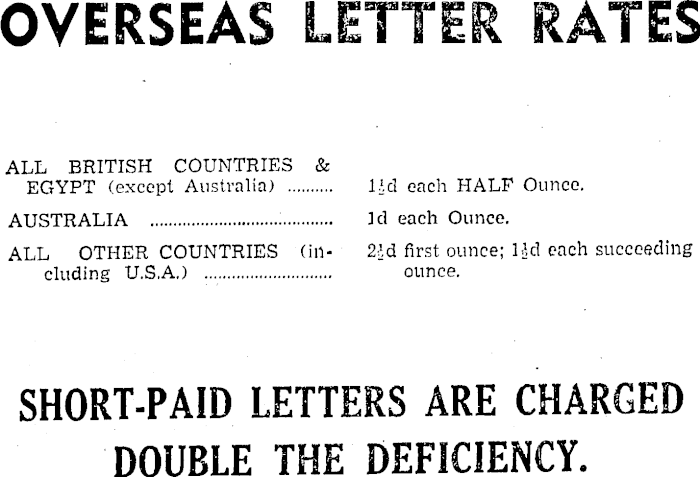 OVERSEAS LETTER RATES
ALL BRITISH COUNTRIES &
EGYPT (except Australia) .......... 1½d each HALF Ounce.
AUSTRALIA ....................................... 1d each Ounce.
ALL OTHER COUNTRIES (in- 2½d first ounce; 1½d each succeeding
cluding U.S.A.) ........................... ounce.
SHORT-PAID LETTERS ARE CHARGED
DOUBLE THE DEFICIENCY.